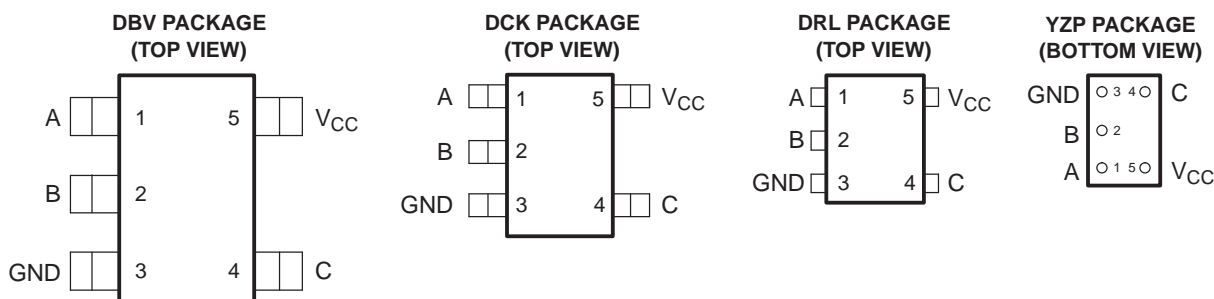 DBV PACKAGE
(TOP VIEW)
A 1 5 VCC
B 2
GND 3 4 C
DCK PACKAGE
(TOP VIEW)
A 1 5 VCC
B 2
GND 3 4 C
DRL PACKAGE
(TOP VIEW)
A 1 5 VCC
B 2
GND 3 4 C
YZP PACKAGE
(BOTTOM VIEW)
GND 3 4 C
B 2
A 1 5 VCC